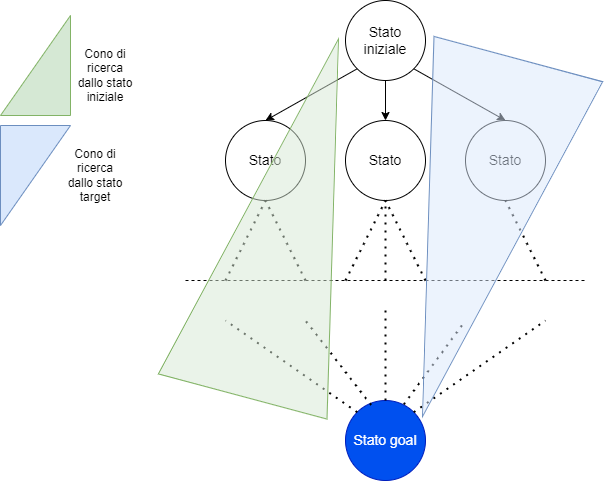 Cono di
ricerca
dallo stato
iniziale
Cono di
ricerca
dallo stato
target
Stato
iniziale
Stato
Stato
Stato
Stato goal